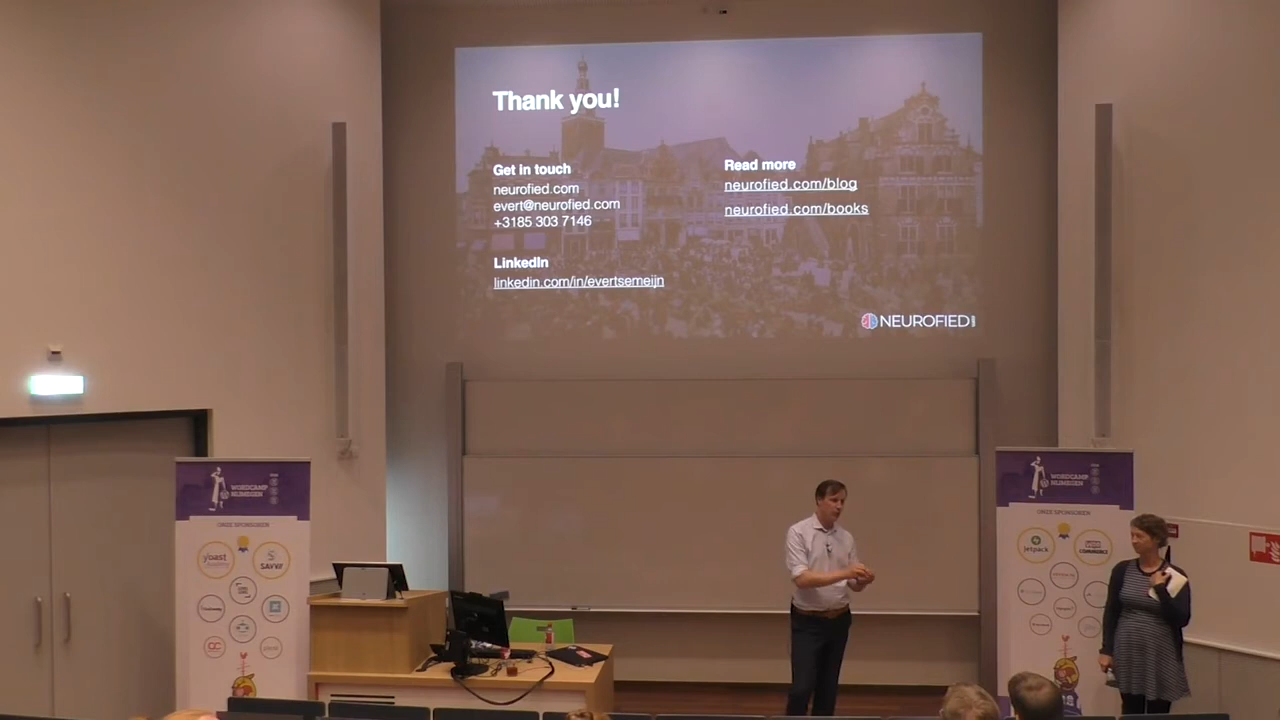 Thank you!
Get in touch
neurofied.com
evert@neurofied.com
+3185 303 7146
LinkedIn
linkedin.com/in/evertsemeijn
Read more
neurofied.com/blog
neurofied.com/books
NEUROFIED
WORDCAMP
NIJMEGEN
ONZE SPONSOREN
yoast
SAVVII
WORDCAMP
NIJMEGEN
ONZE SPONSOREN
Jetpack
WOO
COMMERCE